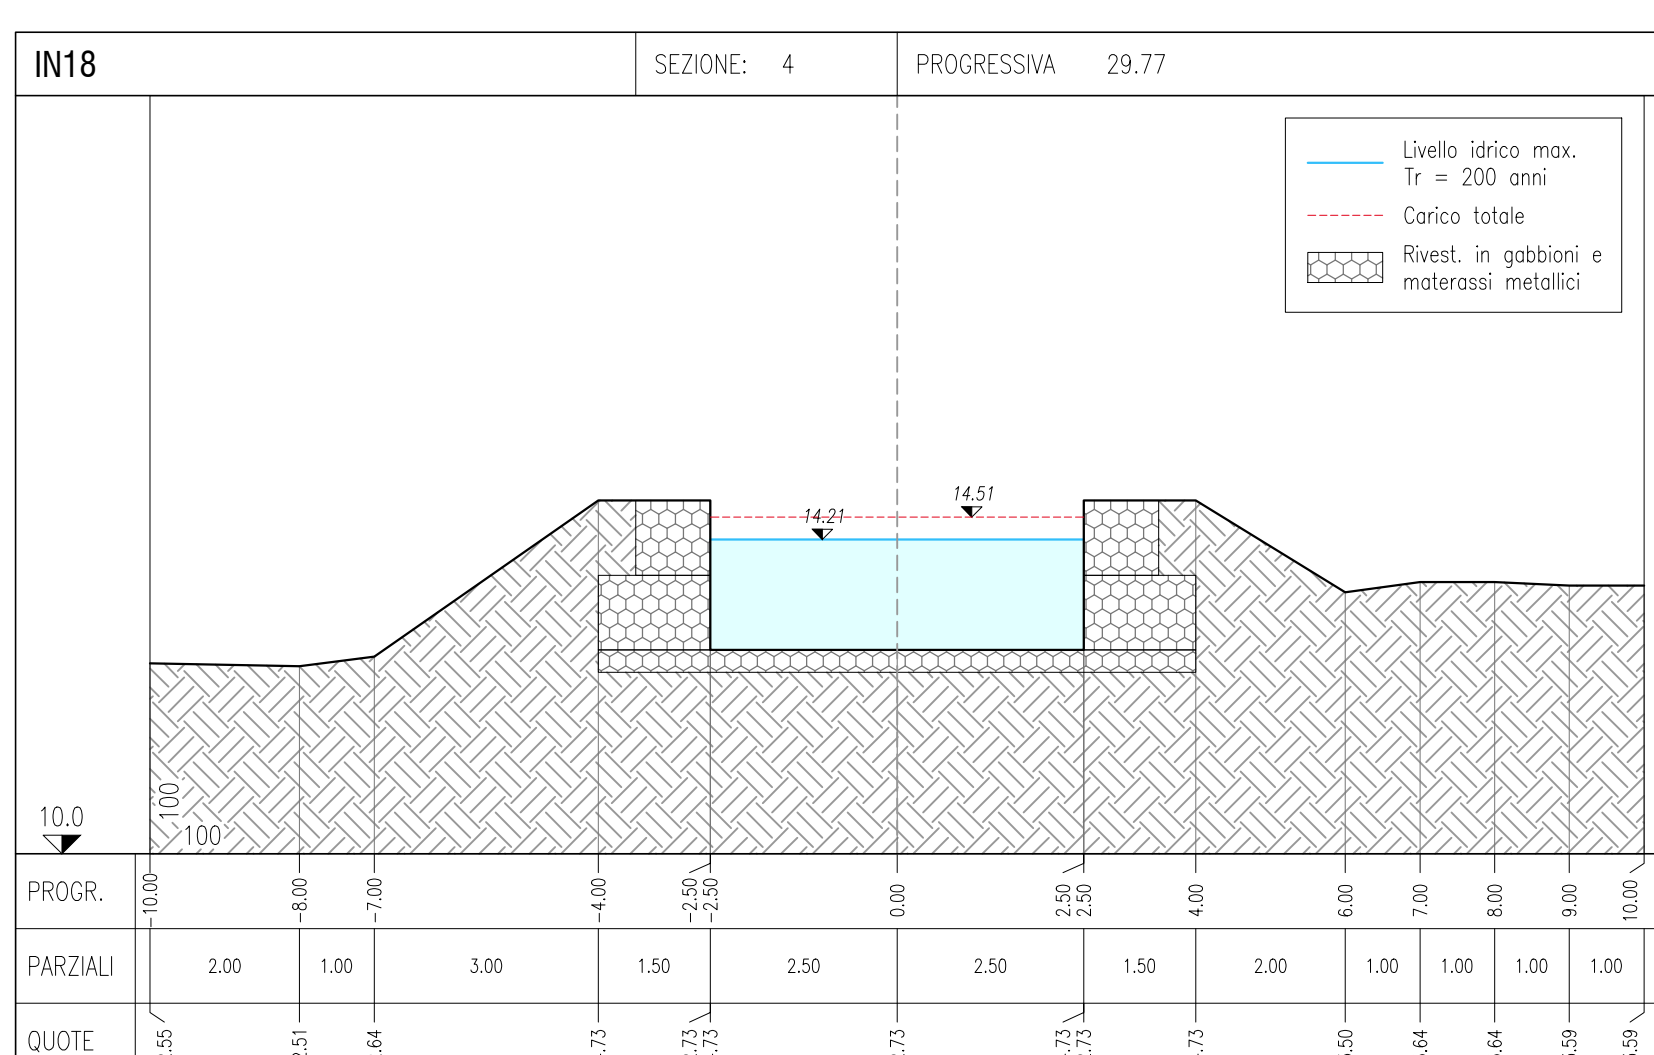 IN18
SEZIONE: 4
PROGRESSIVA 29.77
Livello idrico max.
Tr = 200 anni
Carico totale
Rivest. in gabbioni e
materassi metallici
14.51
14.21
100
100
10.0
PROGR.
-10.00 -8.00 -7.00 -4.00 -2.50 -2.50 0.00 2.50 2.50 4.00 6.00 7.00 8.00 9.00 10.00
PARZIALI
2.00 1.00 3.00 1.50 2.50 2.50 1.50 2.00 1.00 1.00 1.00 1.00
QUOTE